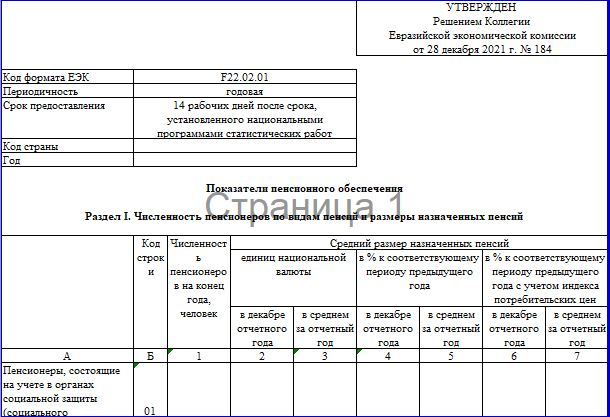 УТВЕРЖДЕН
Решением Коллегии
Евразийской экономической комиссии
от 28 декабря 2021 г. № 184
Код формата ЕЭК F22.02.01
Периодичность годовая
Срок предоставления 14 рабочих дней после срока,
установленного национальными
программами статистических работ
Код страны
Год
Показатели пенсионного обеспечения
Страница 1
Раздел I. Численность пенсионеров по видам пенсий и размеры назначенных пенсий
Код
строк
и
Численност
ь
пенсионеро
в на конец
года,
человек
Средний размер назначенных пенсий
единиц национальной
валюты
в % к соответствующему
периоду предыдущего
года
в % к соответствующему
периоду предыдущего
года с учетом индекса
потребительских цен
в декабре
отчетного
года
в среднем
за отчетный
год
в декабре
отчетного
года
в среднем
за отчетный
год
в декабре
отчетного
года
в среднем
за отчетный
год
А Б 1 2 3 4 5 6 7
Пенсионеры, состоящие
на учете в органах
социальной защиты
(социального 01